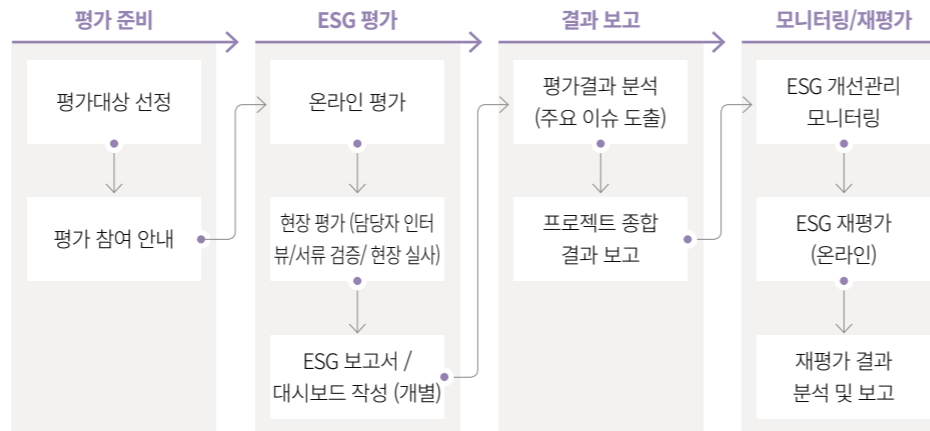 평가 준비
평가대상 선정
평가 참여 안내
ESG 평가
온라인 평가
현장 평가 (담당자 인터
뷰/서류 검증/ 현장 실사)
ESG 보고서 /
대시보드 작성 (개별)
결과 보고
평가결과 분석
(주요 이슈 도출)
프로젝트 종합
결과 보고
모니터링/재평가
ESG 개선관리
모니터링
ESG 재평가
(온라인)
재평가 결과
분석 및 보고